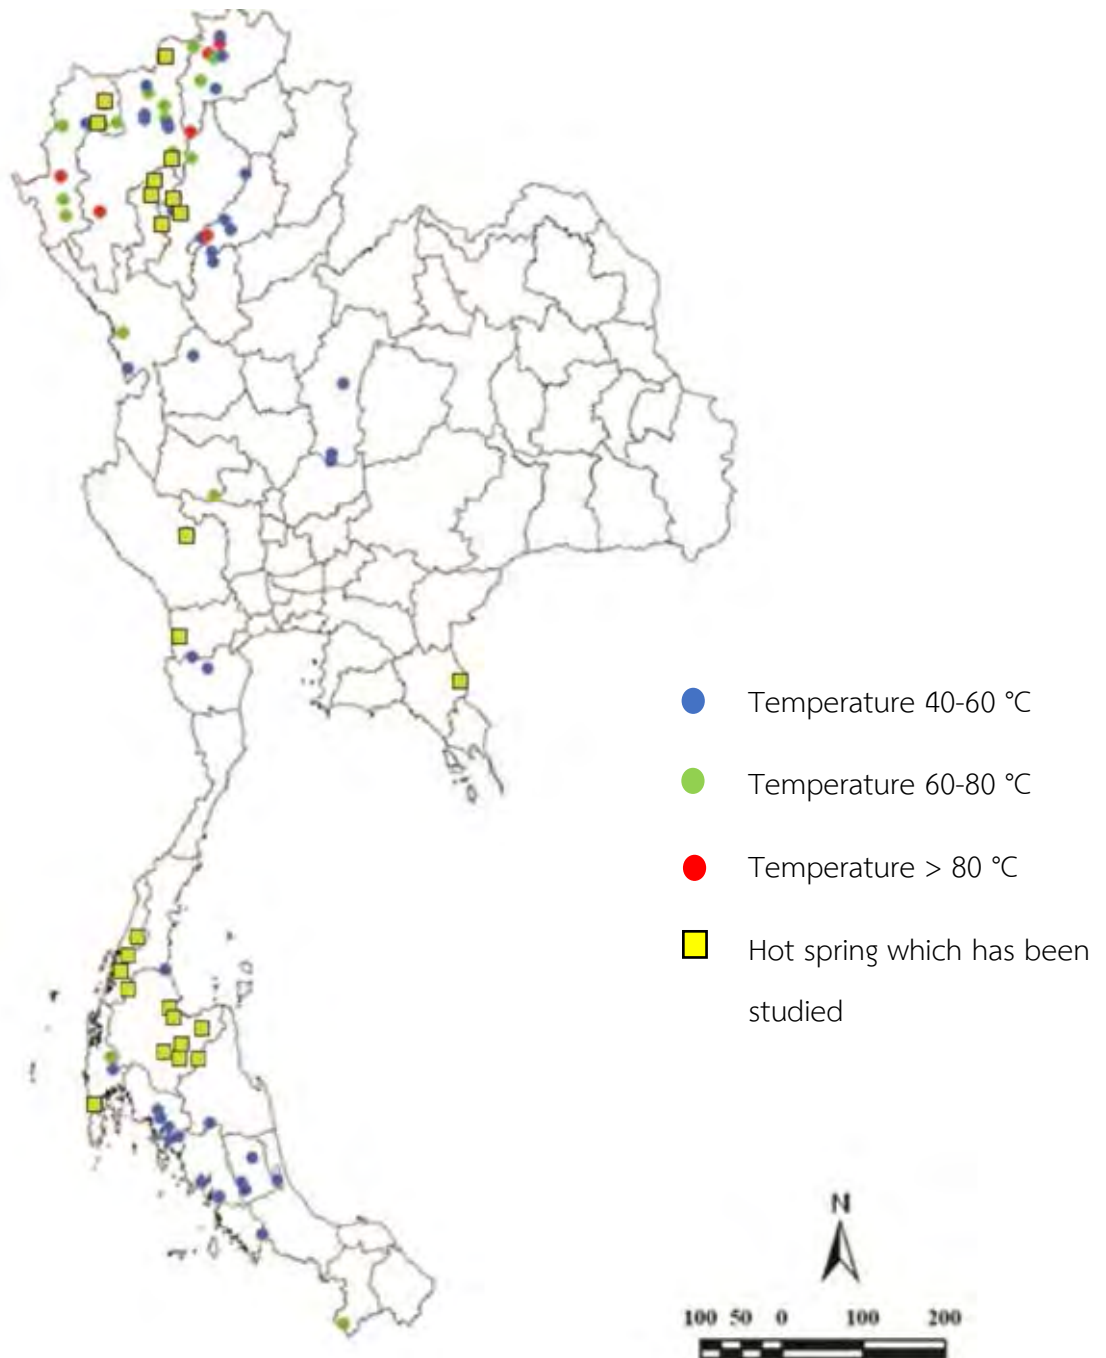 Temperature 40-60 °C
Temperature 60-80 °C
Temperature > 80 °C
Hot spring which has been
studied
N
100 50 0 100 200